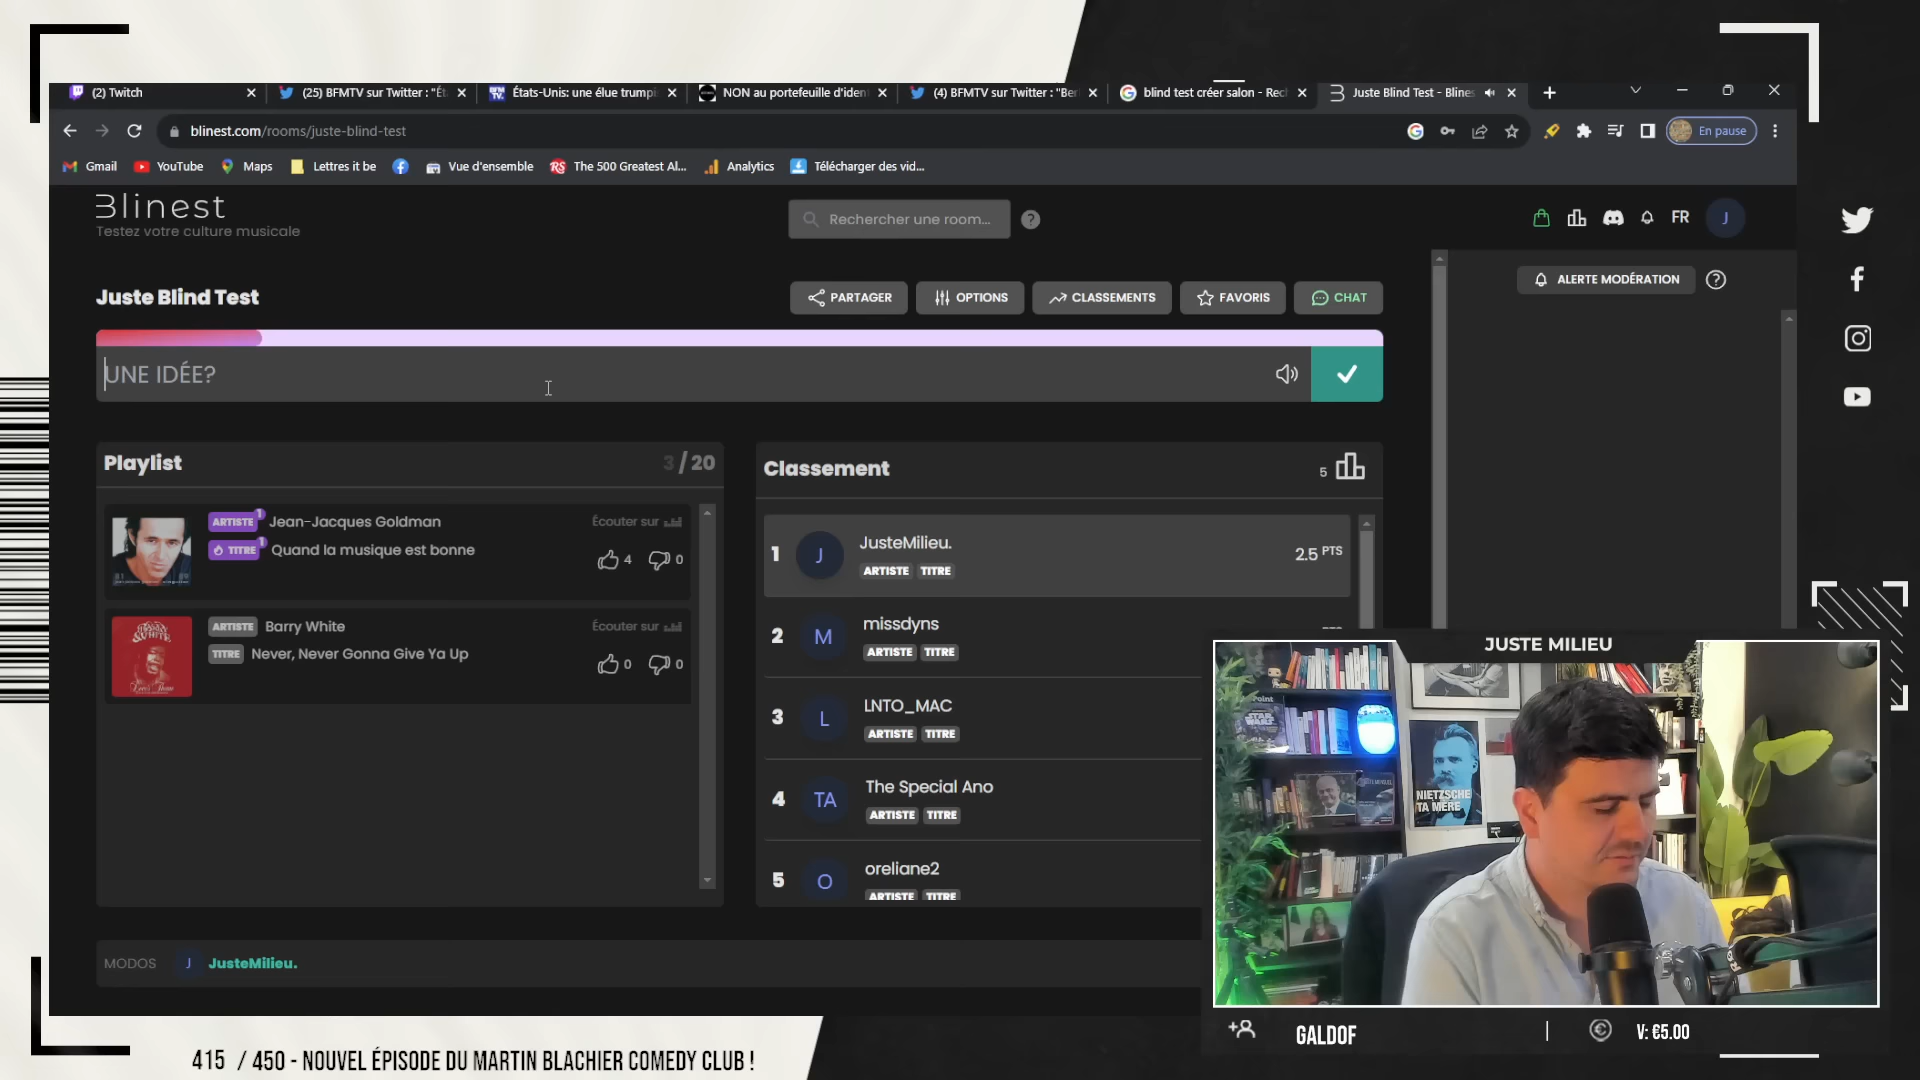 (2) Twitch
(25) BFMTV sur Twitter : "Ét
États-Unis: une élue trumpi
NON au portefeuille d'iden
(4) BFMTV sur Twitter : "Ber
blind test créer salon - Rec
Juste Blind Test - Blines
blinest.com/rooms/juste-blind-test
En pause
Gmail
YouTube
Maps
Lettres it be
Vue d'ensemble
The 500 Greatest Al...
Analytics
Télécharger des vid...
Blinest
Testez votre culture musicale
Rechercher une room...
FR
J
Juste Blind Test
PARTAGER
OPTIONS
CLASSEMENTS
FAVORIS
CHAT
ALERTE MODÉRATION
UNE IDÉE?
Playlist
3 / 20
ARTISTE 1 Jean-Jacques Goldman
Écouter sur
TITRE 1 Quand la musique est bonne
4
0
ARTISTE Barry White
Écouter sur
TITRE Never, Never Gonna Give Ya Up
0
0
Classement
5
1 J JusteMilieu.
ARTISTE TITRE
2.5 PTS
2 M missdyns
ARTISTE TITRE
3 L LNTO_MAC
ARTISTE TITRE
4 TA The Special Ano
ARTISTE TITRE
5 O oreliane2
ARTISTE TITRE
MODOS J JusteMilieu.
JUSTE MILIEU
STAR WARS
NIETZSCHE
TA MÈRE
GALDOF
V: €5.00
415 / 450 - NOUVEL ÉPISODE DU MARTIN BLACHIER COMEDY CLUB !